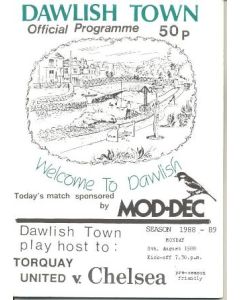 DAWLISH TOWN
Official Programme 50p
Welcome To Dawlish
Today's match sponsored
by MOD-DEC
SEASON 1988 - 89
Dawlish Town
play host to:
TORQUAY
UNITED v. Chelsea
MONDAY
8th. August 1988
Kick-off 7.30 p.m.
pre-season
friendly